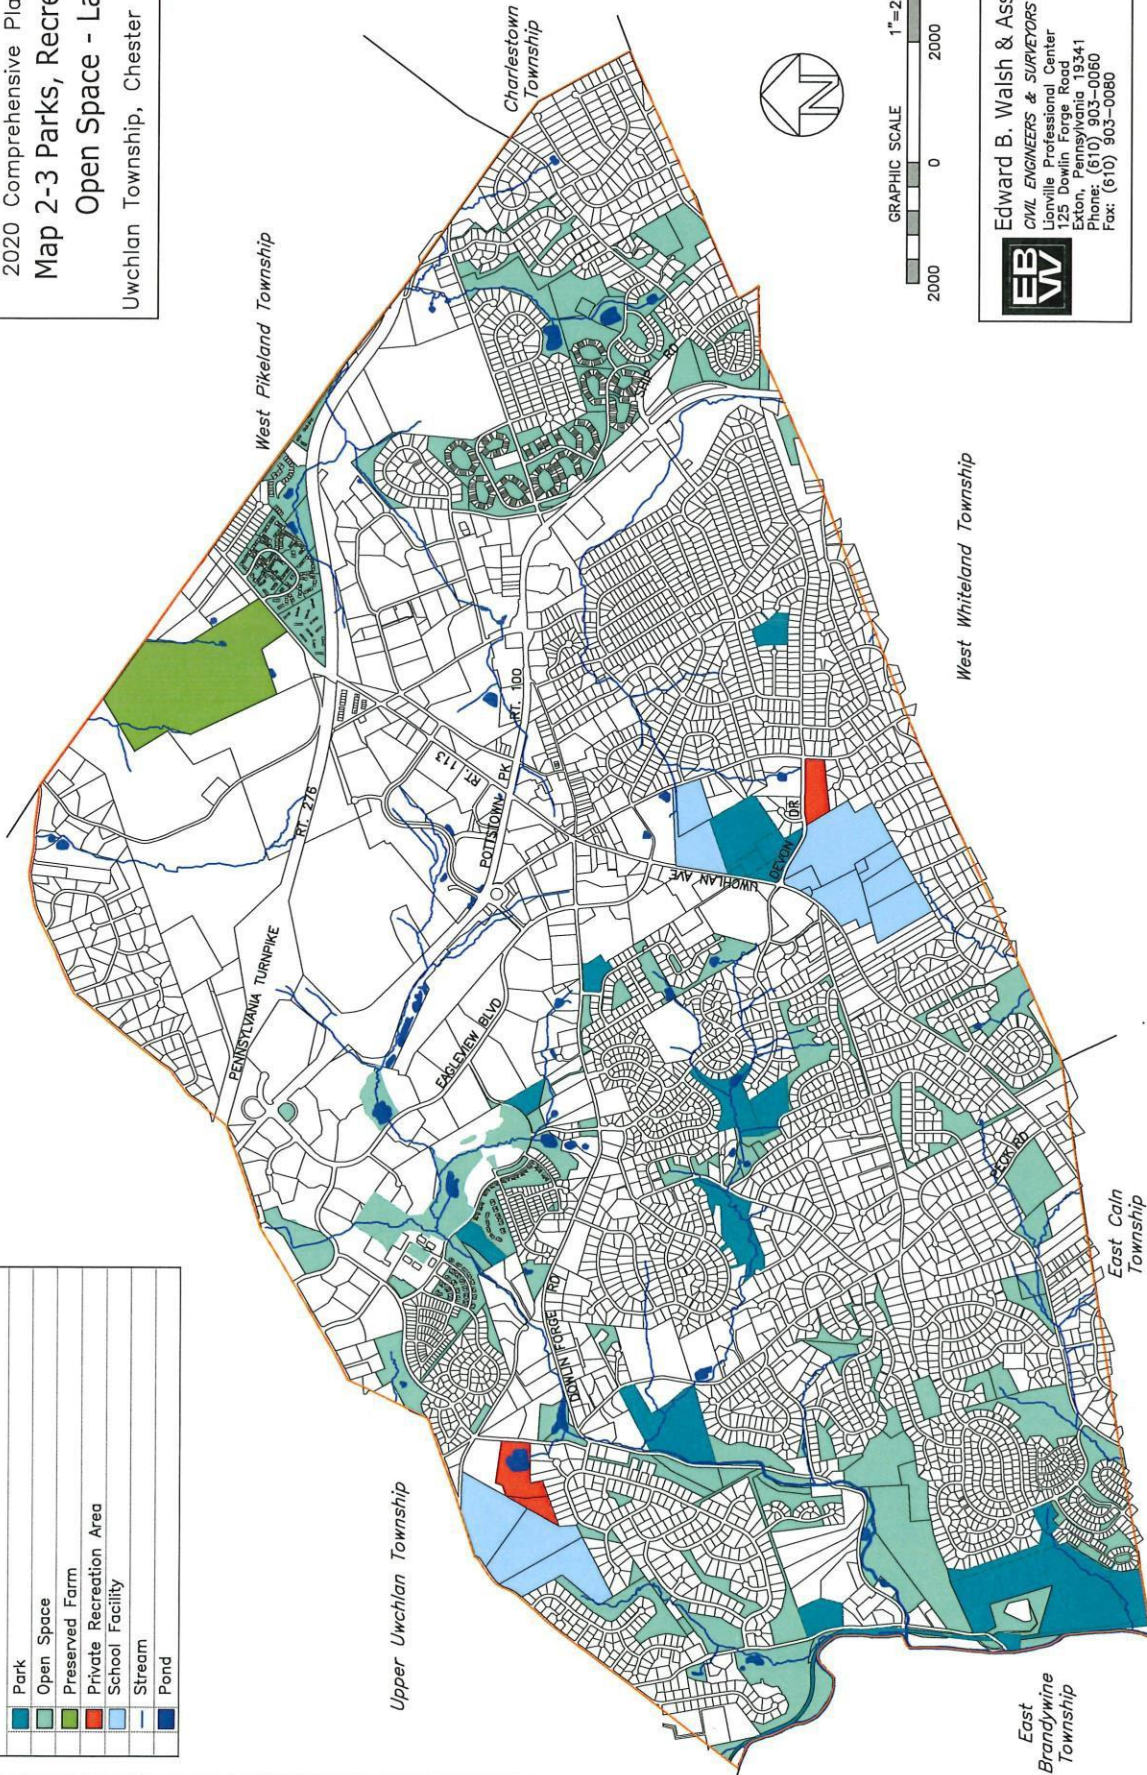 2020 Comprehensive
Map 2-3 Parks,
Open Space -
Uwchlan Township, Chester
Park
Open Space
Preserved Farm
Private Recreation Area
School Facility
Stream
Pond
Charlestown
Township
West Pikeland Township
West Whiteland Township
East Caln
Township
East
Brandywine
Township
Upper Uwchlan Township
PENNSYLVANIA TURNPIKE
RT. 276
RT. 113
POTTSTOWN PK
RT. 100
EAGLEVIEW BLVD
UWCHLAN AVE
DEVON
DR
SHIP RD
DOWLIN FORGE RD
PECK RD
N
GRAPHIC SCALE
1"=2
2000
0
2000
EB
W
Edward B. Walsh &
CIVIL ENGINEERS & SURVEYORS
Lionville Professional Center
125 Dowlin Forge Road
Exton, Pennsylvania 19341
Phone: (610) 903-0060
Fax: (610) 903-0080